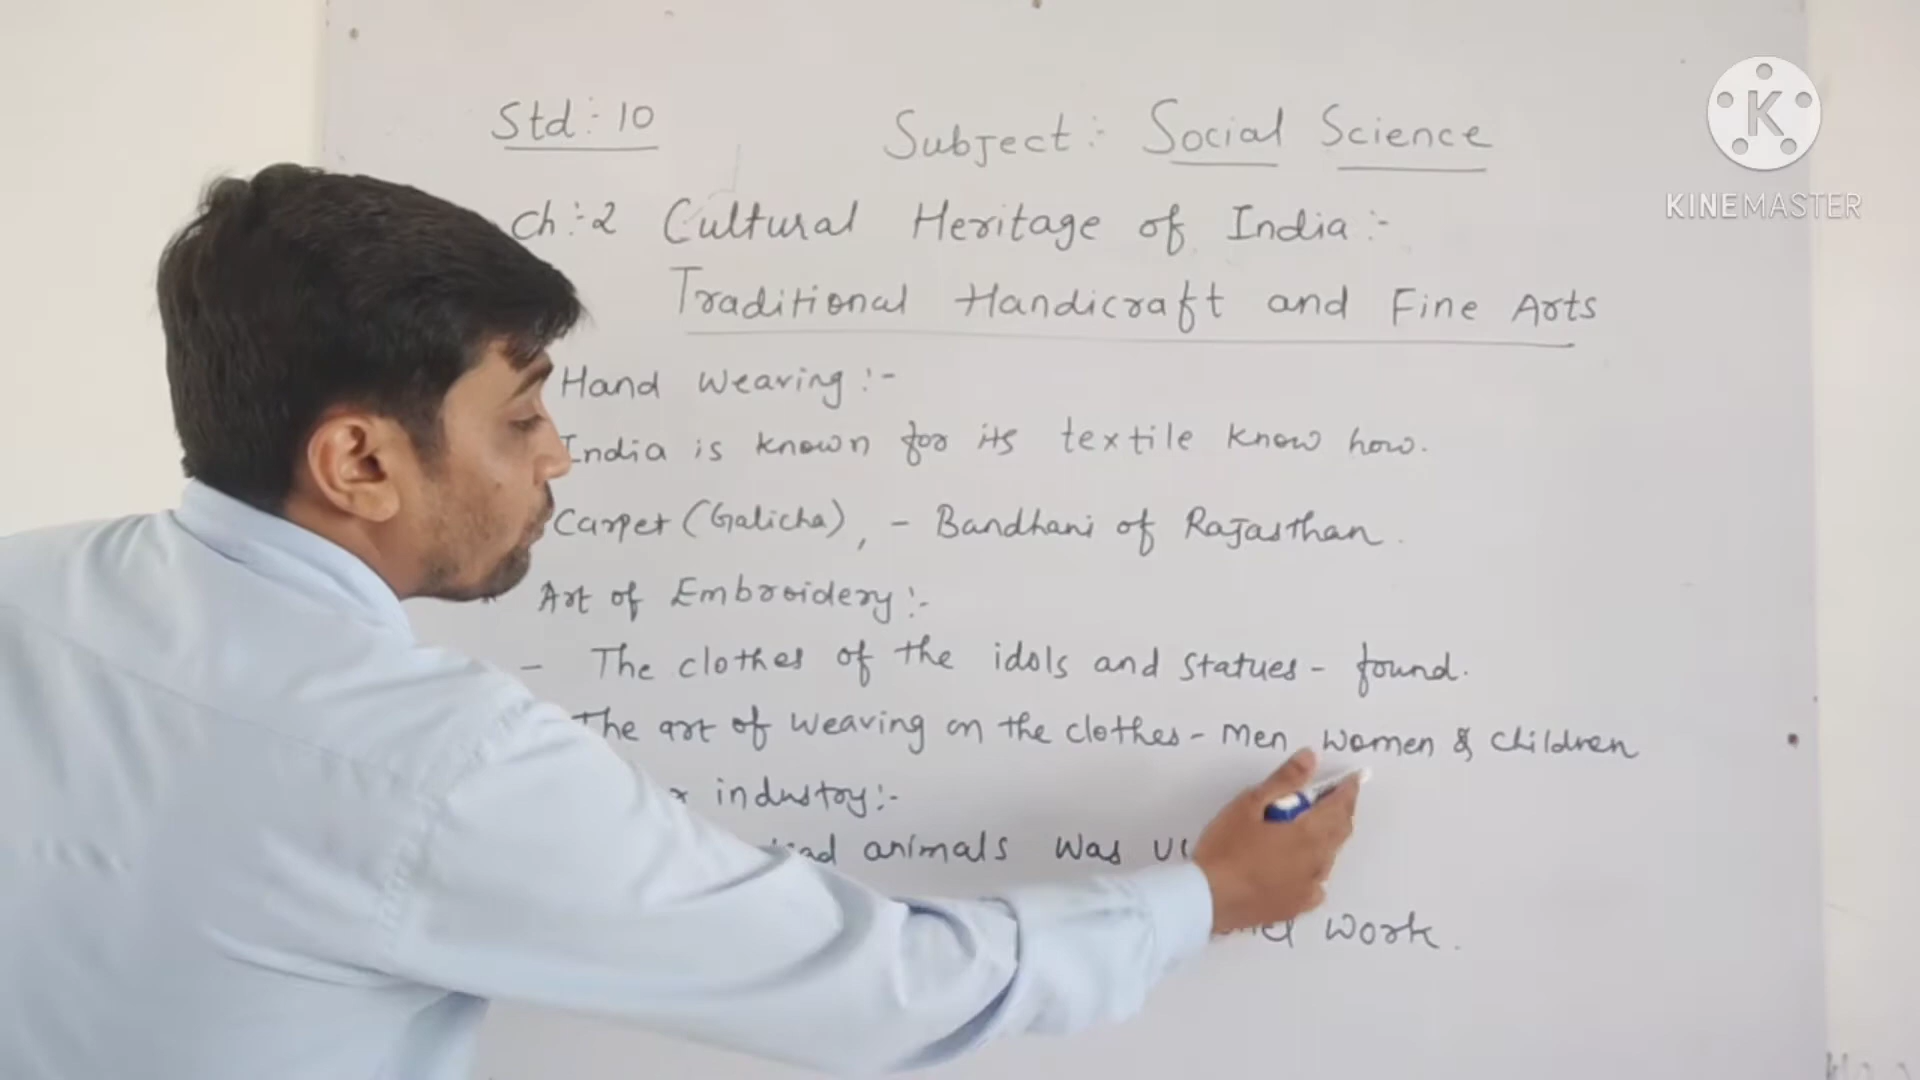 Std :- 10
Subject :- Social Science
K
KINEMASTER
Ch :- 2 Cultural Heritage of India :-
Traditional Handicraft and Fine Arts
Hand Weaving :-
India is known for its textile know how.
Carpet (Galicha), - Bandhani of Rajasthan.
* Art of Embroidery :-
- The clothes of the idols and statues - found.
The art of weaving on the clothes - Men, Women & Children
industry :-
animals was
work.